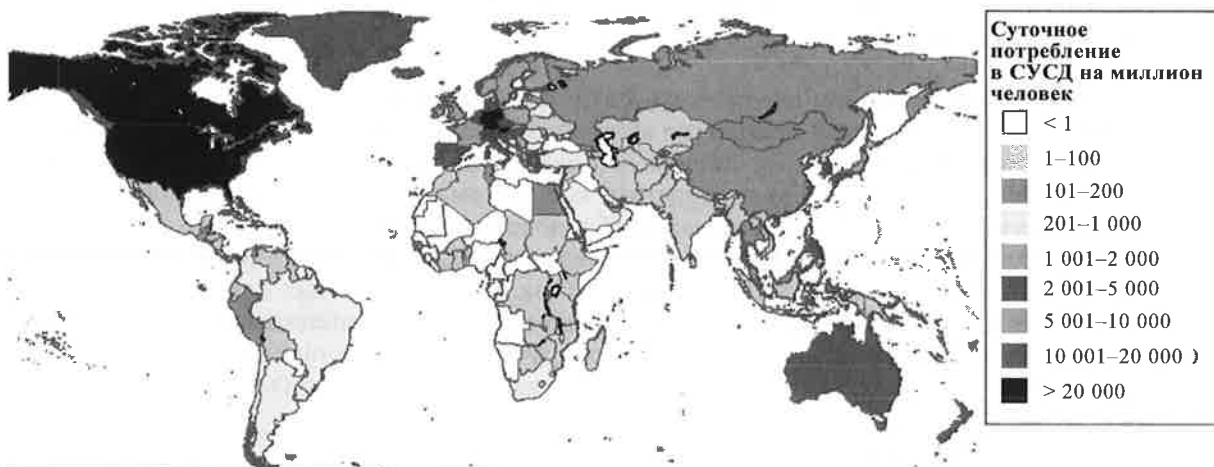 Суточное
потребление
в СУСД на миллион
человек
< 1
1–100
101–200
201–1 000
1 001–2 000
2 001–5 000
5 001–10 000
10 001–20 000 )
> 20 000